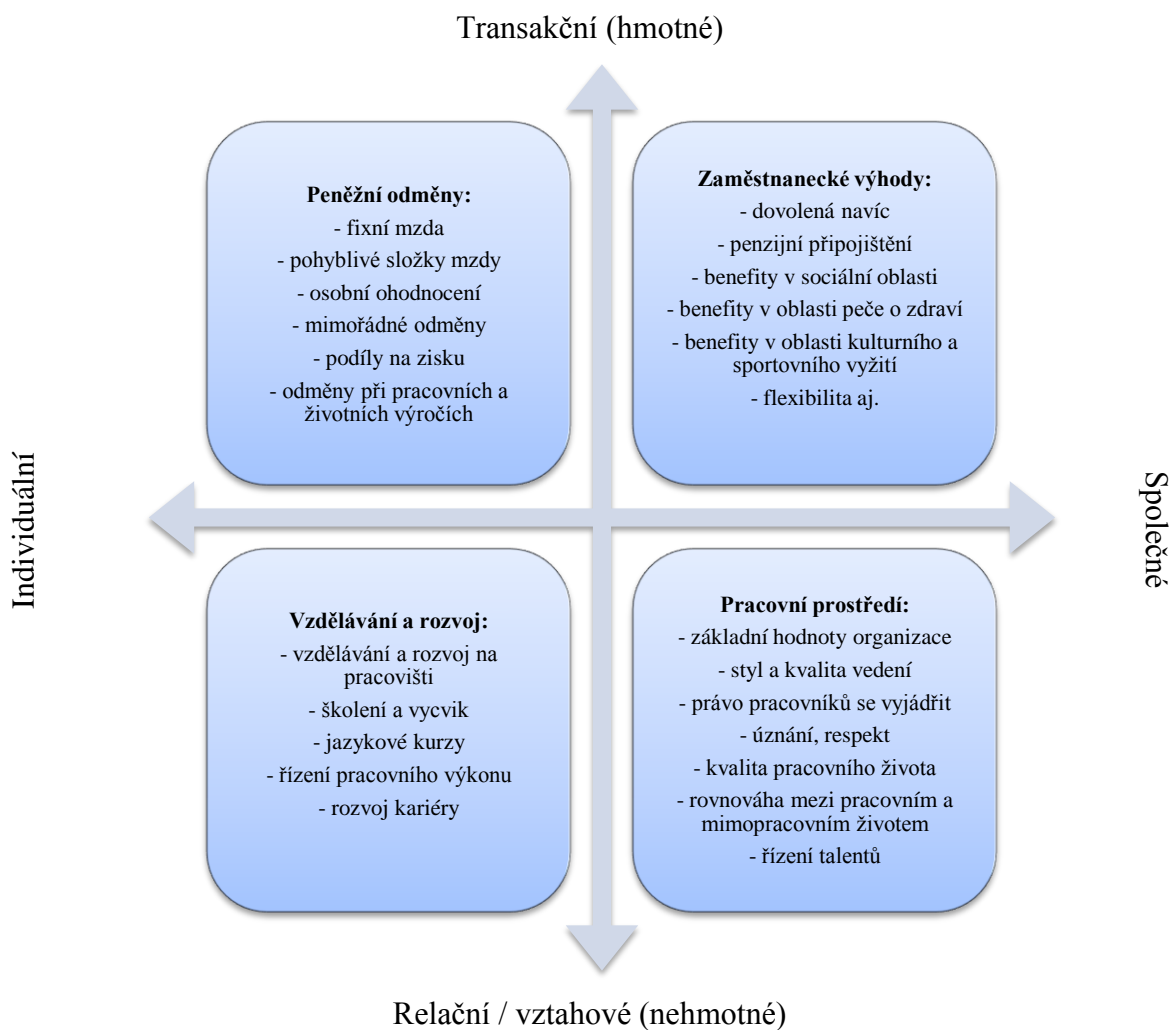 Transakční (hmotné)
Peněžní odměny:
- fixní mzda
- pohyblivé složky mzdy
- osobní ohodnocení
- mimořádné odměny
- podíly na zisku
- odměny při pracovních a
životních výročích
Zaměstnanecké výhody:
- dovolená navíc
- penzijní připojištění
- benefity v sociální oblasti
- benefity v oblasti peče o zdraví
- benefity v oblasti kulturního a
sportovního vyžití
- flexibilita aj.
Individuální
Společné
Vzdělávání a rozvoj:
- vzdělávání a rozvoj na
pracovišti
- školení a vycvik
- jazykové kurzy
- řízení pracovního výkonu
- rozvoj kariéry
Pracovní prostředí:
- základní hodnoty organizace
- styl a kvalita vedení
- právo pracovníků se vyjádřit
- úznání, respekt
- kvalita pracovního života
- rovnováha mezi pracovním a
mimopracovním životem
- řízení talentů
Relační / vztahové (nehmotné)